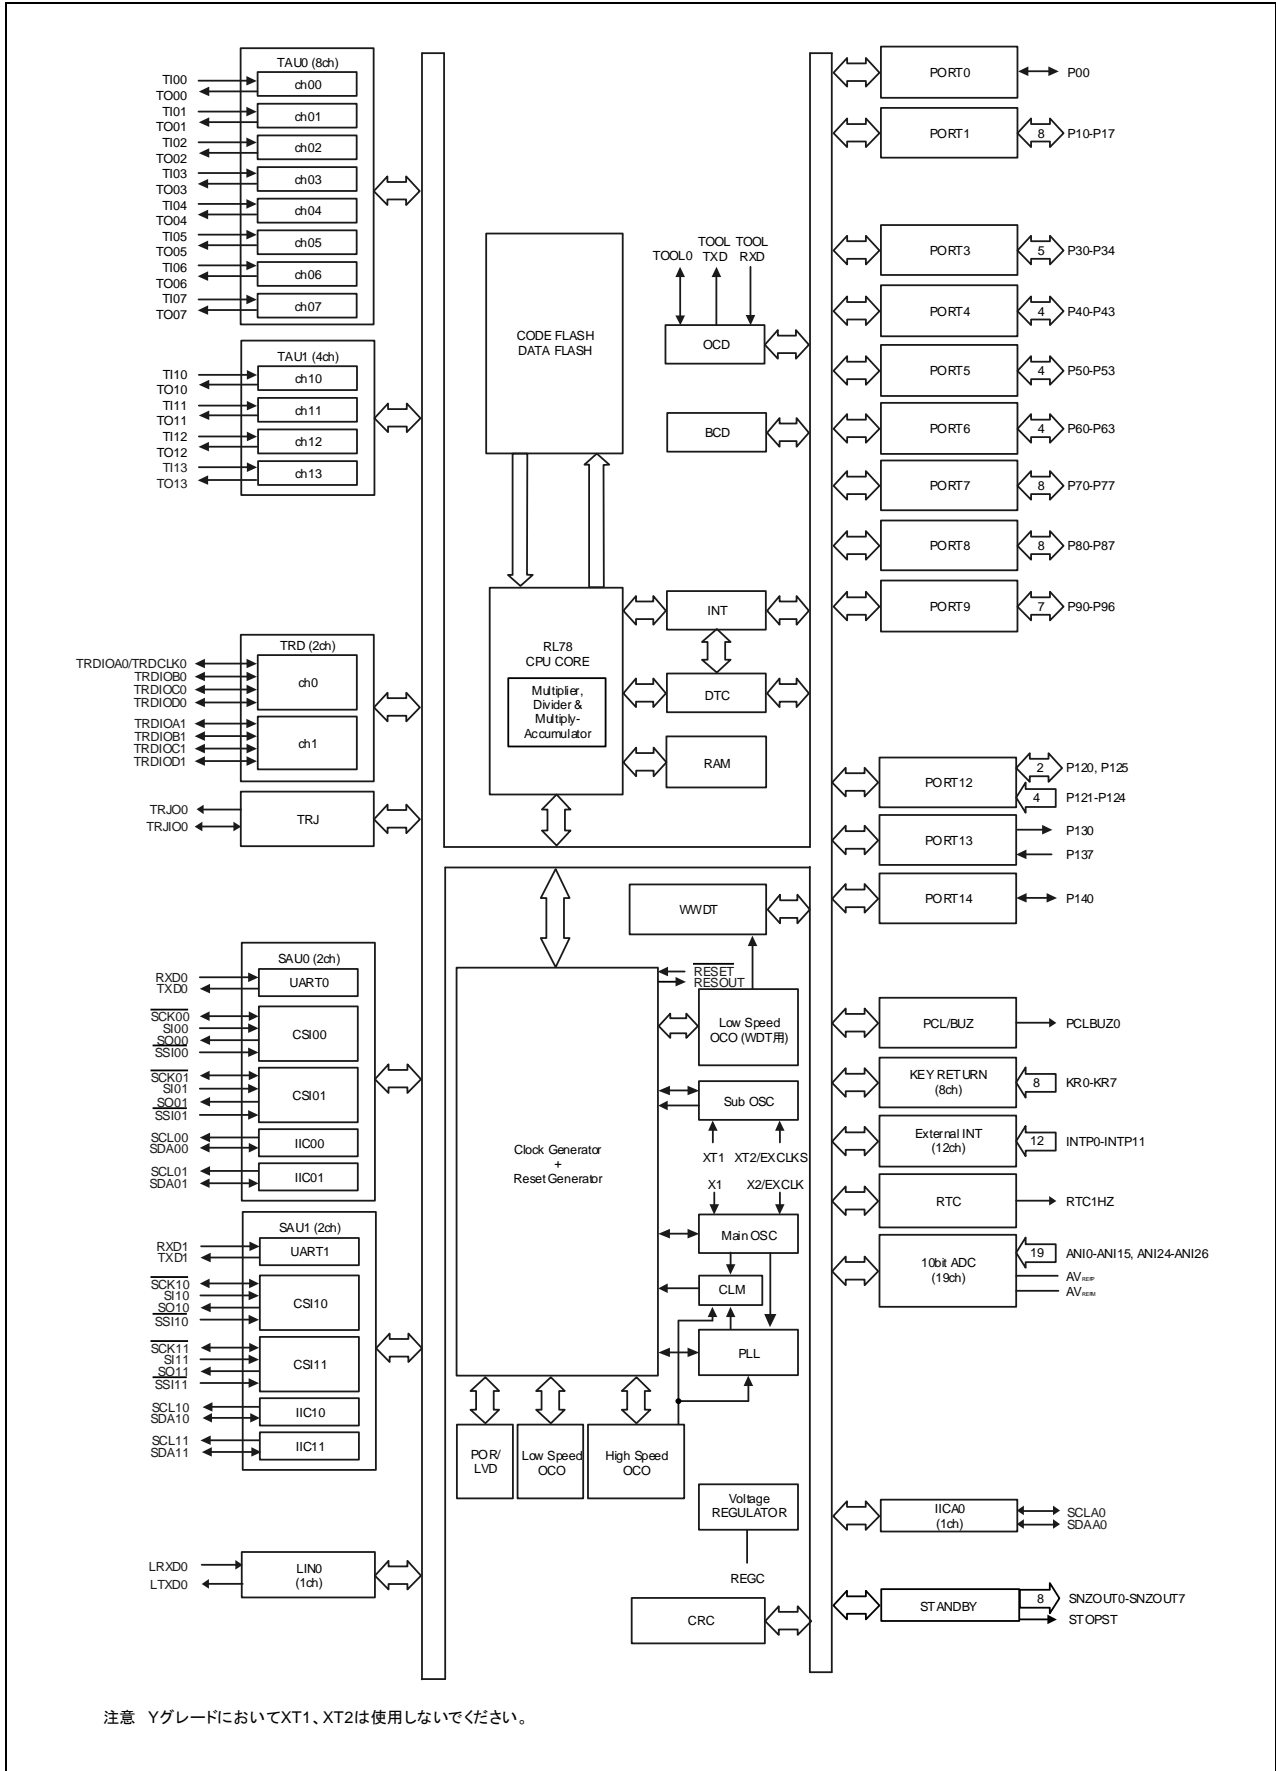 TAU0 (8ch)
TI00
TO00
ch00
TI01
TO01
ch01
TI02
TO02
ch02
TI03
TO03
ch03
TI04
TO04
ch04
TI05
TO05
ch05
TI06
TO06
ch06
TI07
TO07
ch07
TAU1 (4ch)
TI10
TO10
ch10
TI11
TO11
ch11
TI12
TO12
ch12
TI13
TO13
ch13
TRD (2ch)
TRDIOA0/TRDCLK0
TRDIOB0
TRDIOC0
TRDIOD0
ch0
TRDIOA1
TRDIOB1
TRDIOC1
TRDIOD1
ch1
TRJO0
TRJIO0
TRJ
SAU0 (2ch)
RXD0
TXD0
UART0
SCK00
SI00
SO00
SSI00
CSI00
SCK01
SI01
SO01
SSI01
CSI01
SCL00
SDA00
IIC00
SCL01
SDA01
IIC01
SAU1 (2ch)
RXD1
TXD1
UART1
SCK10
SI10
SO10
SSI10
CSI10
SCK11
SI11
SO11
SSI11
CSI11
SCL10
SDA10
IIC10
SCL11
SDA11
IIC11
LRXD0
LTXD0
LIN0
(1ch)
CODE FLASH
DATA FLASH
TOOL0
TOOL
TXD
TOOL
RXD
OCD
BCD
RL78
CPU CORE
Multiplier,
Divider &
Multiply-
Accumulator
INT
DTC
RAM
WWDT
RESET
RESOUT
Low Speed
OCO (WDT用)
Sub OSC
XT1
XT2/EXCLKS
X1
X2/EXCLK
Main OSC
CLM
PLL
Clock Generator
+
Reset Generator
POR/
LVD
Low Speed
OCO
High Speed
OCO
Voltage
REGULATOR
REGC
CRC
PORT0
P00
PORT1
8
P10-P17
PORT3
5
P30-P34
PORT4
4
P40-P43
PORT5
4
P50-P53
PORT6
4
P60-P63
PORT7
8
P70-P77
PORT8
8
P80-P87
PORT9
7
P90-P96
PORT12
2
P120, P125
4
P121-P124
PORT13
P130
P137
PORT14
P140
PCL/BUZ
PCLBUZ0
KEY RETURN
(8ch)
8
KR0-KR7
External INT
(12ch)
12
INTP0-INTP11
RTC
RTC1HZ
10bit ADC
(19ch)
19
ANI0-ANI15, ANI24-ANI26
AVREFP
AVREFM
IICA0
(1ch)
SCLA0
SDAA0
STANDBY
8
SNZOUT0-SNZOUT7
STOPST
注意 YグレードにおいてXT1、XT2は使用しないでください。